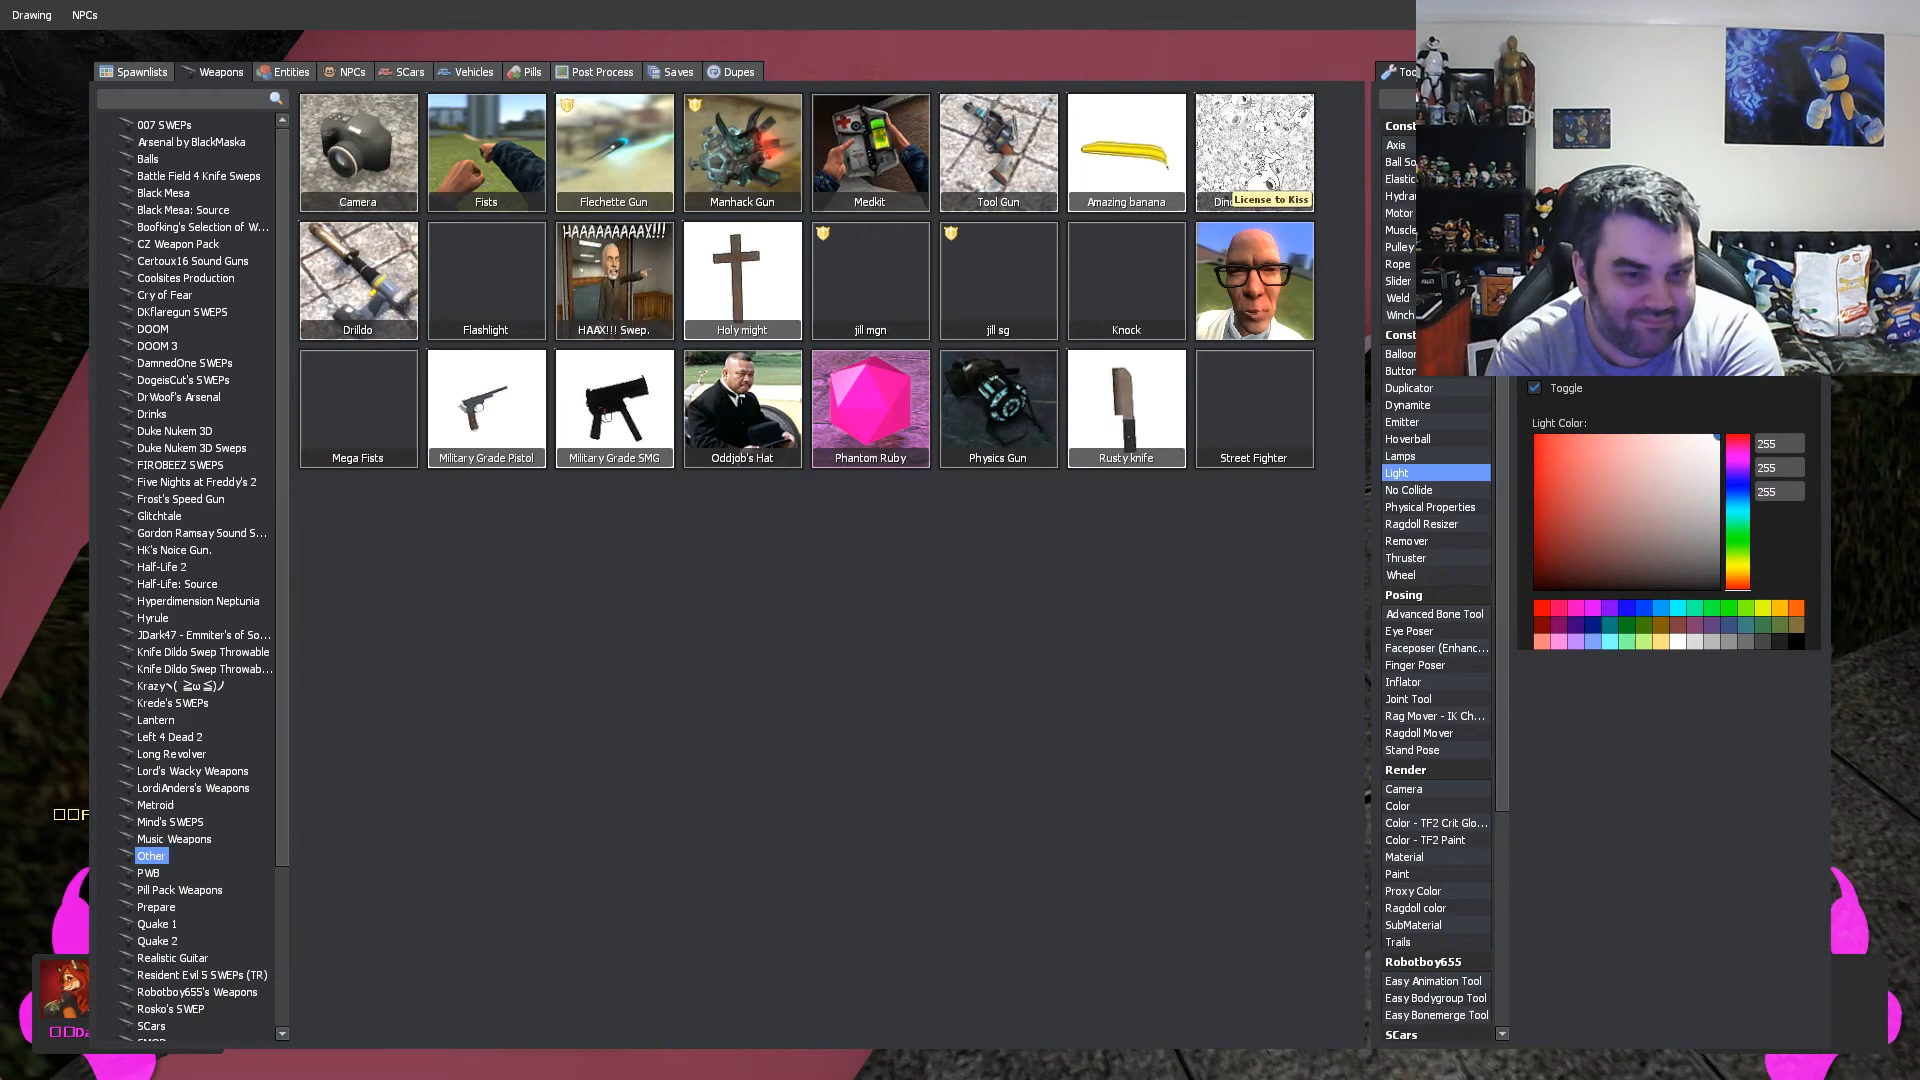 Drawing NPCs
Spawnlists Weapons Entities NPCs SCars Vehicles Pills Post Process Saves Dupes
007 SWEPs
Arsenal by BlackMaska
Balls
Battle Field 4 Knife Sweps
Black Mesa
Black Mesa: Source
Boofking's Selection of W...
CZ Weapon Pack
Certoux16 Sound Guns
Coolsites Production
Cry of Fear
DKflaregun SWEPS
DOOM
DOOM 3
DamnedOne SWEPs
DogeisCut's SWEPs
DrWoof's Arsenal
Drinks
Duke Nukem 3D
Duke Nukem 3D Sweps
FIROBEEZ SWEPS
Five Nights at Freddy's 2
Frost's Speed Gun
Glitchtale
Gordon Ramsay Sound S...
HK's Noice Gun.
Half-Life 2
Half-Life: Source
Hyperdimension Neptunia
Hyrule
JDark47 - Emmiter's of So...
Knife Dildo Swep Throwable
Knife Dildo Swep Throwab...
Krazyヽ( ≧ω≦)ノ
Krede's SWEPs
Lantern
Left 4 Dead 2
Long Revolver
Lord's Wacky Weapons
LordiAnders's Weapons
Metroid
Mind's SWEPS
Music Weapons
Other
PWB
Pill Pack Weapons
Prepare
Quake 1
Quake 2
Realistic Guitar
Resident Evil 5 SWEPs (TR)
Robotboy655's Weapons
Rosko's SWEP
SCars
Camera
Fists
Flechette Gun
Manhack Gun
Medkit
Tool Gun
Amazing banana
License to Kiss
Drilldo
Flashlight
HAAAAAAAAAX!!!
HAAX!!! Swep.
Holy might
jill mgn
jill sg
Knock
Mega Fists
Military Grade Pistol
Military Grade SMG
Oddjob's Hat
Phantom Ruby
Physics Gun
Rusty knife
Street Fighter
Axis
Motor
Pulley
Rope
Slider
Weld
Winch
Button
Duplicator
Dynamite
Emitter
Hoverball
Lamps
Light
No Collide
Physical Properties
Ragdoll Resizer
Remover
Thruster
Wheel
Posing
Advanced Bone Tool
Eye Poser
Faceposer (Enhanc...
Finger Poser
Inflator
Joint Tool
Rag Mover - IK Ch...
Ragdoll Mover
Stand Pose
Render
Camera
Color
Color - TF2 Crit Glo...
Color - TF2 Paint
Material
Paint
Proxy Color
Ragdoll color
SubMaterial
Trails
Robotboy655
Easy Animation Tool
Easy Bodygroup Tool
Easy Bonemerge Tool
SCars
Toggle
Light Color:
255
255
255